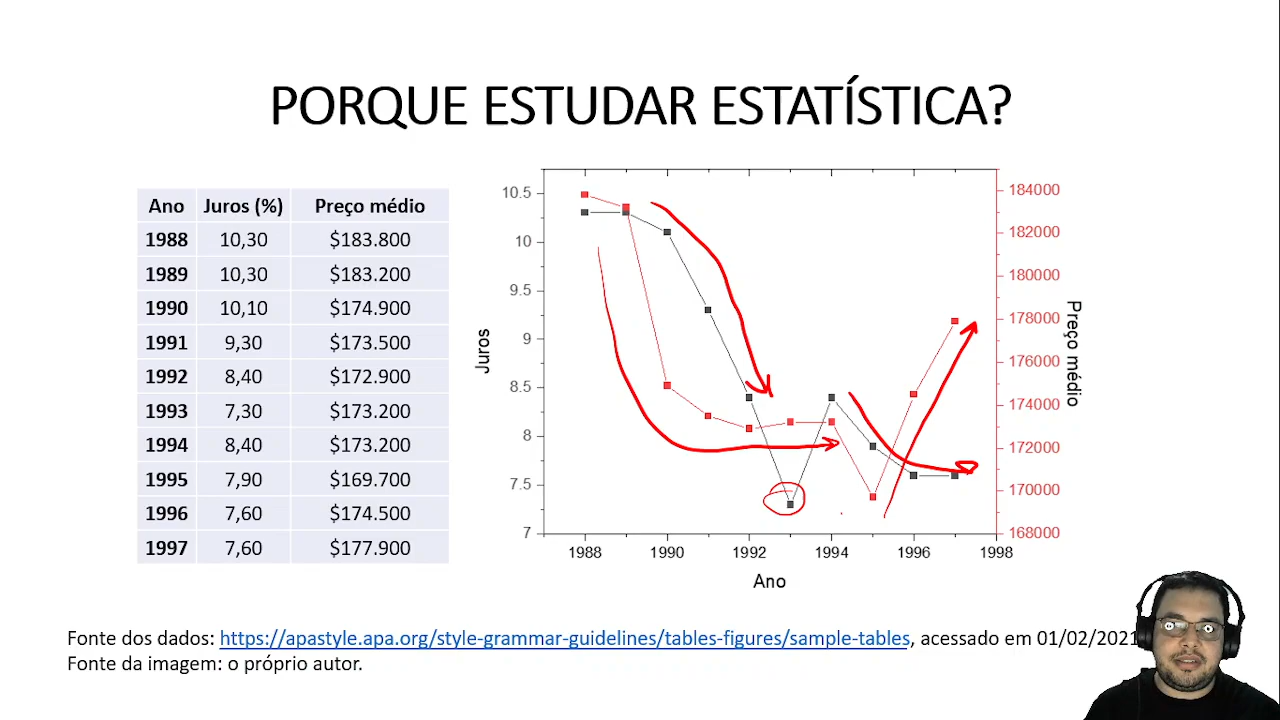 PORQUE ESTUDAR ESTATÍSTICA?
Ano Juros (%) Preço médio
1988 10,30 $183.800
1989 10,30 $183.200
1990 10,10 $174.900
1991 9,30 $173.500
1992 8,40 $172.900
1993 7,30 $173.200
1994 8,40 $173.200
1995 7,90 $169.700
1996 7,60 $174.500
1997 7,60 $177.900
Juros
10.5
10
9.5
9
8.5
8
7.5
7
184000
182000
180000
178000
176000
174000
172000
170000
168000
Preço médio
1988 1990 1992 1994 1996 1998
Ano
Fonte dos dados: https://apastyle.apa.org/style-grammar-guidelines/tables-figures/sample-tables, acessado em 01/02/2021
Fonte da imagem: o próprio autor.